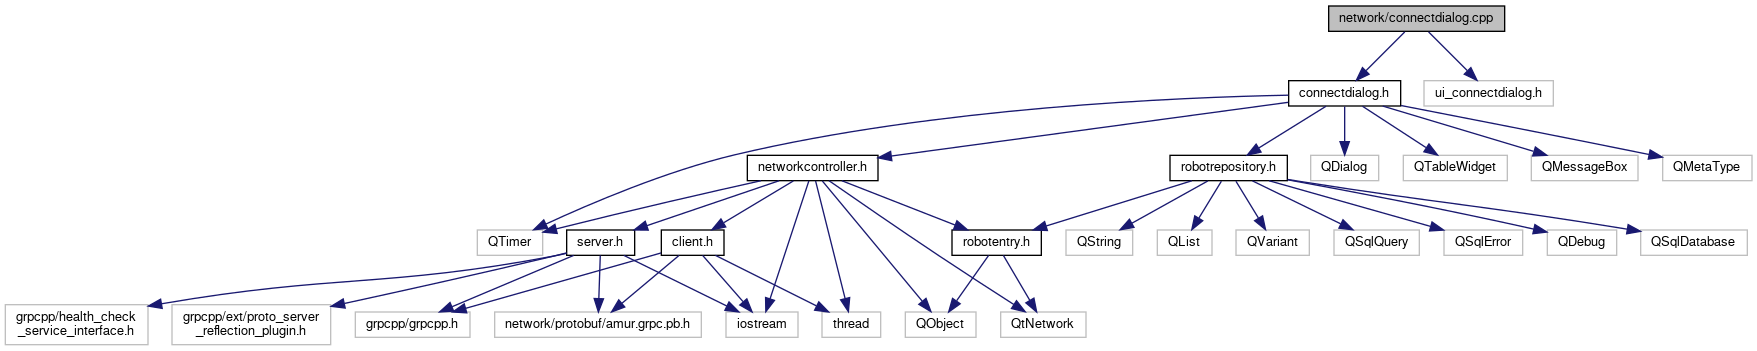 network/connectdialog.cpp
connectdialog.h
ui_connectdialog.h
networkcontroller.h
robotrepository.h
QDialog
QTableWidget
QMessageBox
QMetaType
QTimer
server.h
client.h
robotentry.h
QString
QList
QVariant
QSqlQuery
QSqlError
QDebug
QSqlDatabase
grpcpp/health_check
_service_interface.h
grpcpp/ext/proto_server
_reflection_plugin.h
grpcpp/grpcpp.h
network/protobuf/amur.grpc.pb.h
iostream
thread
QObject
QtNetwork